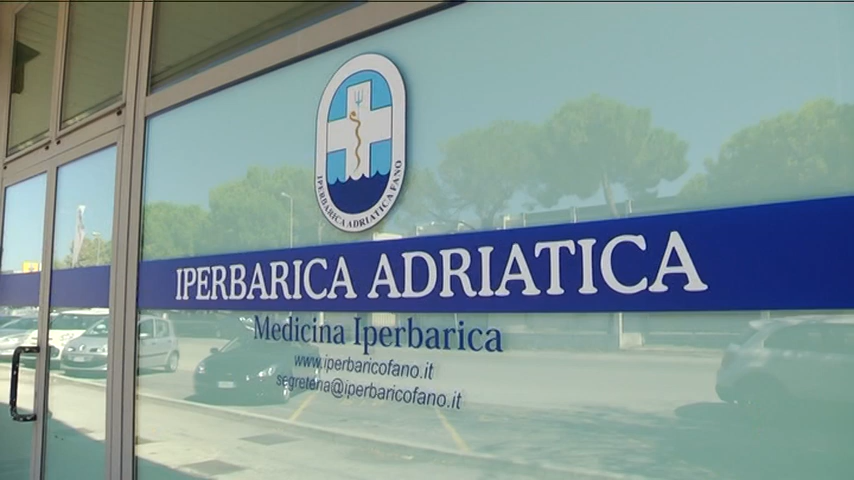 IPERBARICA ADRIATICA FANO
IPERBARICA ADRIATICA
Medicina Iperbarica
www.iperbaricofano.it
segreteria@iperbaricofano.it